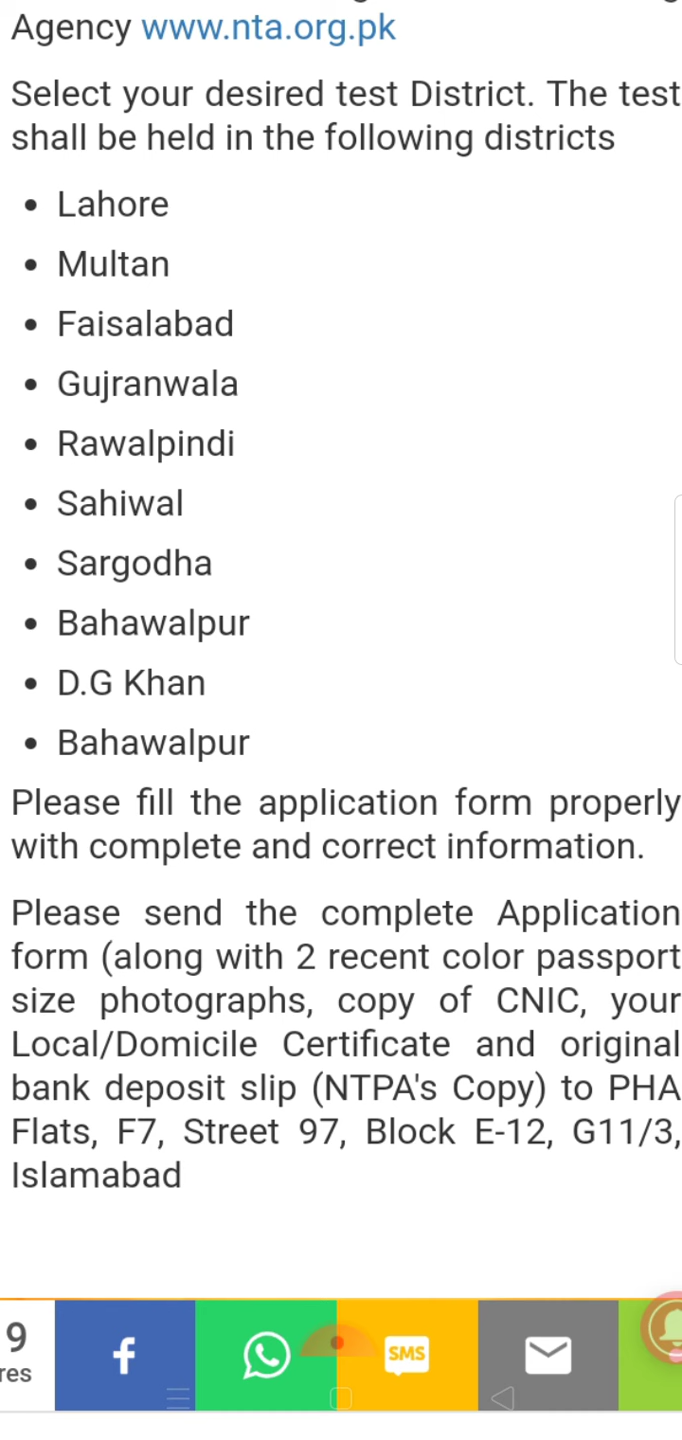 Agency www.nta.org.pk
Select your desired test District. The test
shall be held in the following districts
• Lahore
• Multan
• Faisalabad
• Gujranwala
• Rawalpindi
• Sahiwal
• Sargodha
• Bahawalpur
• D.G Khan
• Bahawalpur
Please fill the application form properly
with complete and correct information.
Please send the complete Application
form (along with 2 recent color passport
size photographs, copy of CNIC, your
Local/Domicile Certificate and original
bank deposit slip (NTPA's Copy) to PHA
Flats, F7, Street 97, Block E-12, G11/3,
Islamabad
9
res
f
SMS